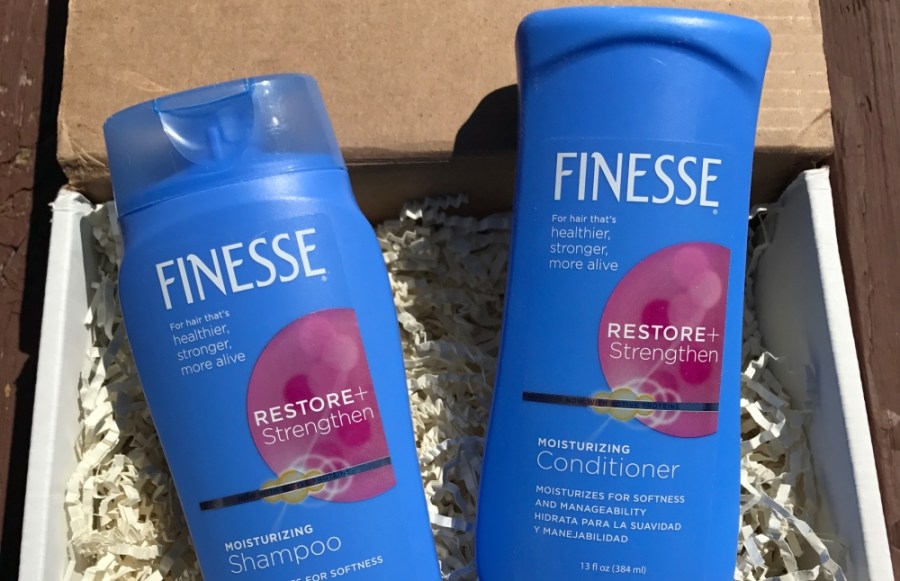 FINESSE
For hair that's
healthier,
stronger,
more alive
RESTORE+
Strengthen
MOISTURIZING
Shampoo
FOR SOFTNESS
FINESSE
For hair that's
healthier,
stronger,
more alive
RESTORE+
Strengthen
MOISTURIZING
Conditioner
MOISTURIZES FOR SOFTNESS
AND MANAGEABILITY
HIDRATA PARA LA SUAVIDAD
Y MANEJABILIDAD
13 fl oz (384 ml)